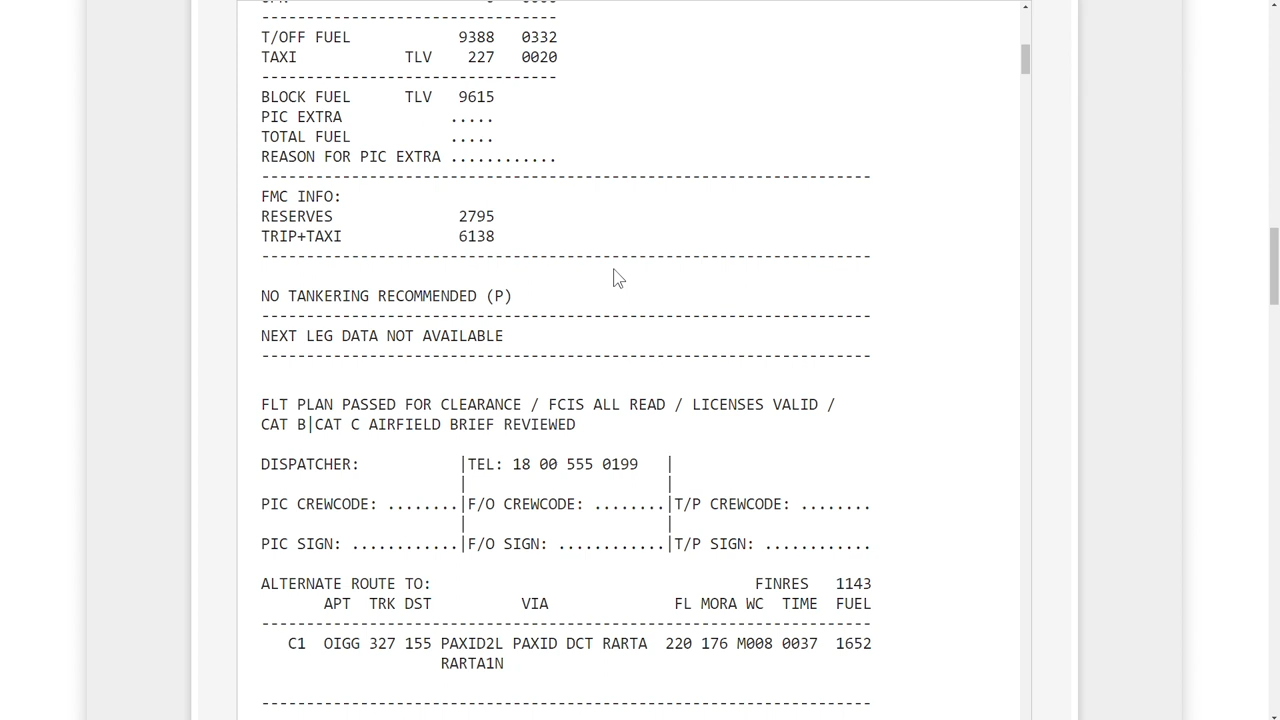 --------------------------------
T/OFF FUEL 9388 0332
TAXI TLV 227 0020
---------------------------------
BLOCK FUEL TLV 9615
PIC EXTRA .....
TOTAL FUEL .....
REASON FOR PIC EXTRA ............
--------------------------------------------------------------------
FMC INFO:
RESERVES 2795
TRIP+TAXI 6138
--------------------------------------------------------------------
NO TANKERING RECOMMENDED (P)
--------------------------------------------------------------------
NEXT LEG DATA NOT AVAILABLE
--------------------------------------------------------------------
FLT PLAN PASSED FOR CLEARANCE / FCIS ALL READ / LICENSES VALID /
CAT B|CAT C AIRFIELD BRIEF REVIEWED
DISPATCHER: |TEL: 18 00 555 0199 |
| |
PIC CREWCODE: ........|F/O CREWCODE: ........|T/P CREWCODE: ........
| |
PIC SIGN: ............|F/O SIGN: ............|T/P SIGN: ............
ALTERNATE ROUTE TO: FINRES 1143
APT TRK DST VIA FL MORA WC TIME FUEL
--------------------------------------------------------------------
C1 OIGG 327 155 PAXID2L PAXID DCT RARTA 220 176 M008 0037 1652
RARTA1N
--------------------------------------------------------------------